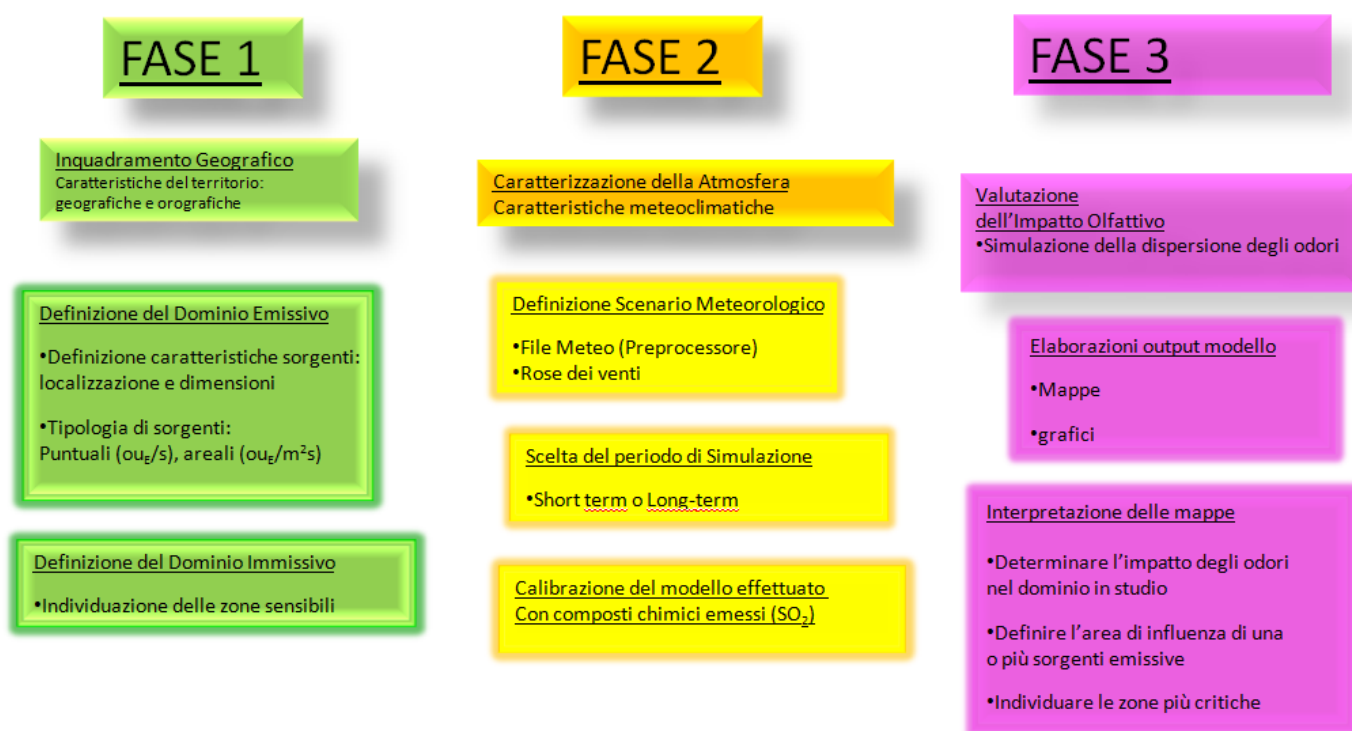 FASE 1
Inquadramento Geografico
Caratteristiche del territorio:
geografiche e orografiche
Definizione del Dominio Emissivo
•Definizione caratteristiche sorgenti:
localizzazione e dimensioni
•Tipologia di sorgenti:
Puntuali (ouE/s), areali (ouE/m²s)
Definizione del Dominio Immissivo
•Individuazione delle zone sensibili
FASE 2
Caratterizzazione della Atmosfera
Caratteristiche meteoclimatiche
Definizione Scenario Meteorologico
•File Meteo (Preprocessore)
•Rose dei venti
Scelta del periodo di Simulazione
•Short term o Long-term
Calibrazione del modello effettuato
Con composti chimici emessi (SO₂)
FASE 3
Valutazione
dell’Impatto Olfattivo
•Simulazione della dispersione degli odori
Elaborazioni output modello
•Mappe
•grafici
Interpretazione delle mappe
•Determinare l’impatto degli odori
nel dominio in studio
•Definire l’area di influenza di una
o più sorgenti emissive
•Individuare le zone più critiche